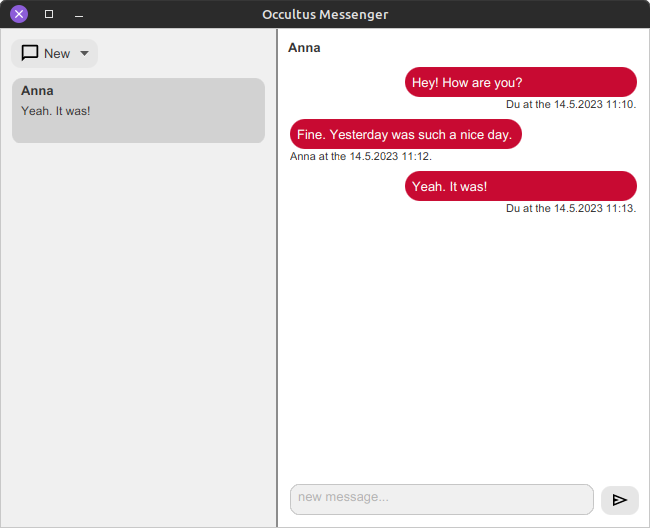 Occultus Messenger
New
Anna
Yeah. It was!
Anna
Hey! How are you?
Du at the 14.5.2023 11:10.
Fine. Yesterday was such a nice day.
Anna at the 14.5.2023 11:12.
Yeah. It was!
Du at the 14.5.2023 11:13.
new message...